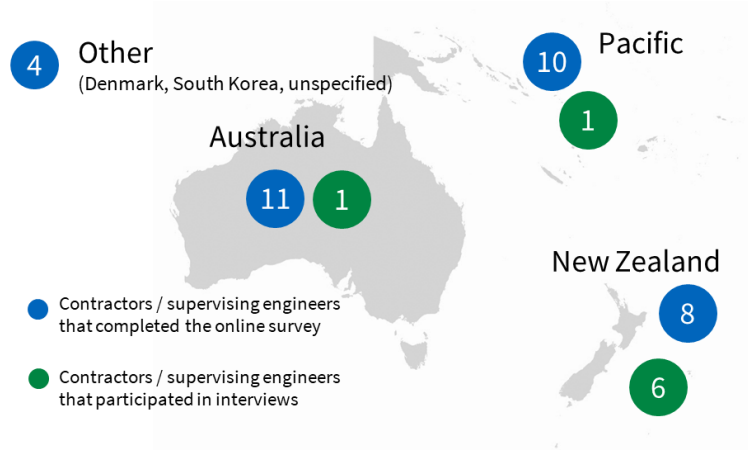 4
Other
(Denmark, South Korea, unspecified)
Pacific
10
1
Australia
11
1
New Zealand
8
6
Contractors / supervising engineers
that completed the online survey
Contractors / supervising engineers
that participated in interviews